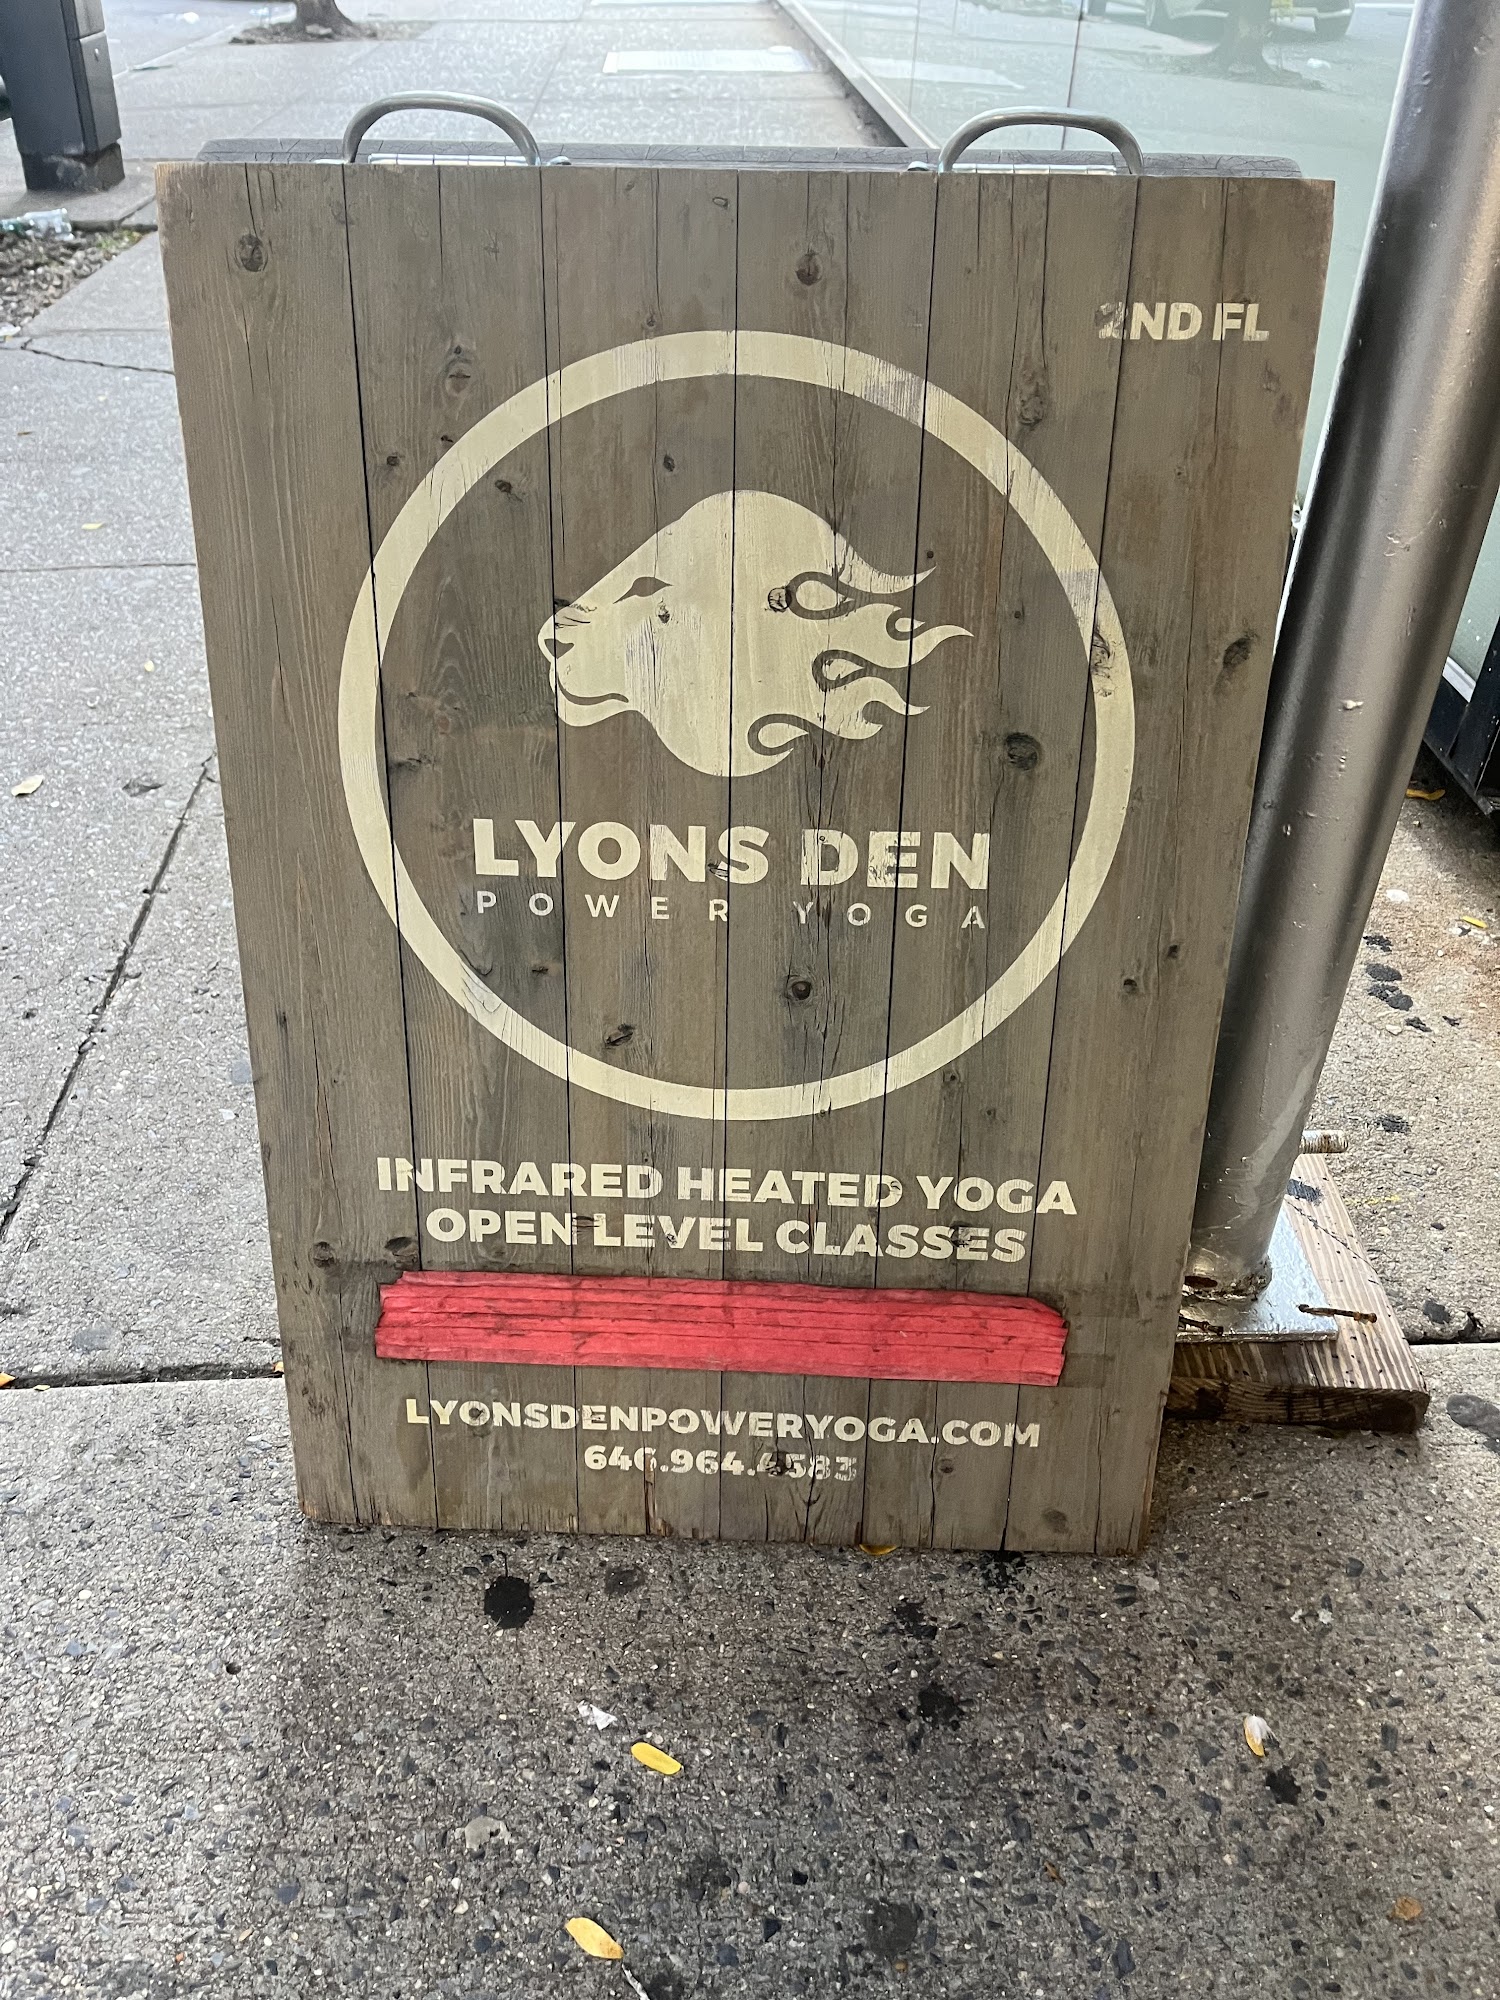 2ND FL
LYONS DEN
POWER YOGA
INFRARED HEATED YOGA
OPEN LEVEL CLASSES
LYONSDENPOWERYOGA.COM
646.964.4583